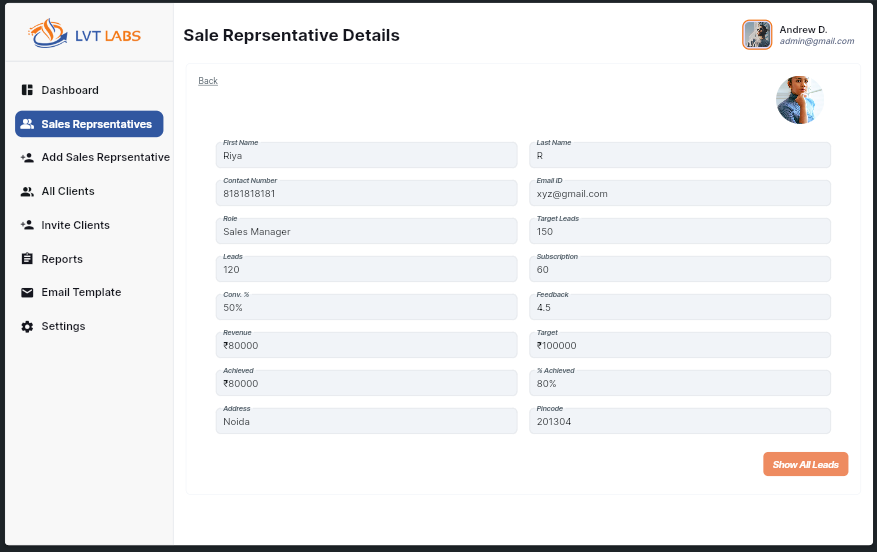 LVT LABS
Sale Reprsentative Details
Andrew D.
admin@gmail.com
Dashboard
Sales Reprsentatives
Add Sales Reprsentative
All Clients
Invite Clients
Reports
Email Template
Settings
Back
First Name
Riya
Last Name
R
Contact Number
8181818181
Email ID
xyz@gmail.com
Role
Sales Manager
Target Leads
150
Leads
120
Subscription
60
Conv. %
50%
Feedback
4.5
Revenue
₹80000
Target
₹100000
Achieved
₹80000
% Achieved
80%
Address
Noida
Pincode
201304
Show All Leads